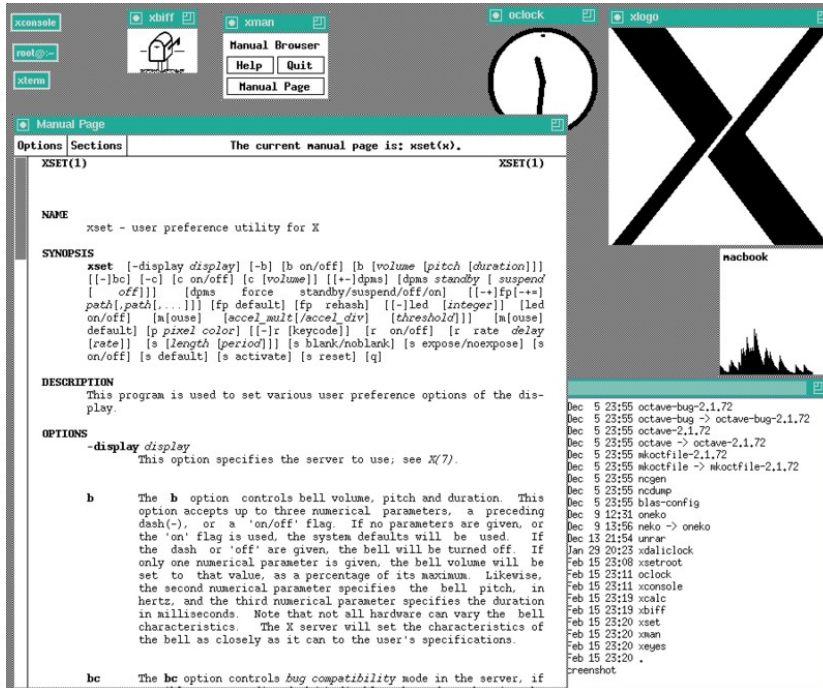 xconsole
root@:~
xterm
xbiff
xman
Manual Browser
Help Quit
Manual Page
oclock
xlogo
macbook
Manual Page
Options Sections The current manual page is: xset(x).
XSET(1) XSET(1)
NAME
xset - user preference utility for X
SYNOPSIS
xset [-display display] [-b] [b on/off] [b [volume [pitch [duration]]]
[[-]bc] [-c] [c on/off] [c [volume]] [[+-]dpms] [dpms standby [ suspend
[ off]]] [dpms force standby/suspend/off/on] [[-+]fp[-+=]
path[,path[,...]]] [fp default] [fp rehash] [[-]led [integer]] [led
on/off] [m[ouse] [accel_mult[/accel_div] [threshold]]] [m[ouse]
default] [p pixel color] [[-]r [keycode]] [r on/off] [r rate delay
[rate]] [s [length [period]]] [s blank/noblank] [s expose/noexpose] [s
on/off] [s default] [s activate] [s reset] [q]
DESCRIPTION
This program is used to set various user preference options of the dis-
play.
OPTIONS
-display display
This option specifies the server to use; see X(7).
b The b option controls bell volume, pitch and duration. This
option accepts up to three numerical parameters, a preceding
dash(-), or a 'on/off' flag. If no parameters are given, or
the 'on' flag is used, the system defaults will be used. If
the dash or 'off' are given, the bell will be turned off. If
only one numerical parameter is given, the bell volume will be
set to that value, as a percentage of its maximum. Likewise,
the second numerical parameter specifies the bell pitch, in
hertz, and the third numerical parameter specifies the duration
in milliseconds. Note that not all hardware can vary the bell
characteristics. The X server will set the characteristics of
the bell as closely as it can to the user's specifications.
bc The bc option controls bug compatibility mode in the server, if
Dec 5 23:55 octave-bug-2.1.72
Dec 5 23:55 octave-bug -> octave-bug-2.1.72
Dec 5 23:55 octave-2.1.72
Dec 5 23:55 octave -> octave-2.1.72
Dec 5 23:55 mkoctfile-2.1.72
Dec 5 23:55 mkoctfile -> mkoctfile-2.1.72
Dec 5 23:55 ncgen
Dec 5 23:55 ncdump
Dec 5 23:55 blas-config
Dec 9 12:31 oneko
Dec 9 13:56 neko -> oneko
Dec 13 21:54 unrar
Jan 29 20:23 xdaliclock
Feb 15 23:08 xsetroot
Feb 15 23:11 oclock
Feb 15 23:11 xconsole
Feb 15 23:19 xcalc
Feb 15 23:19 xbiff
Feb 15 23:20 xset
Feb 15 23:20 xman
Feb 15 23:20 xeyes
Feb 15 23:20 .
creenshot